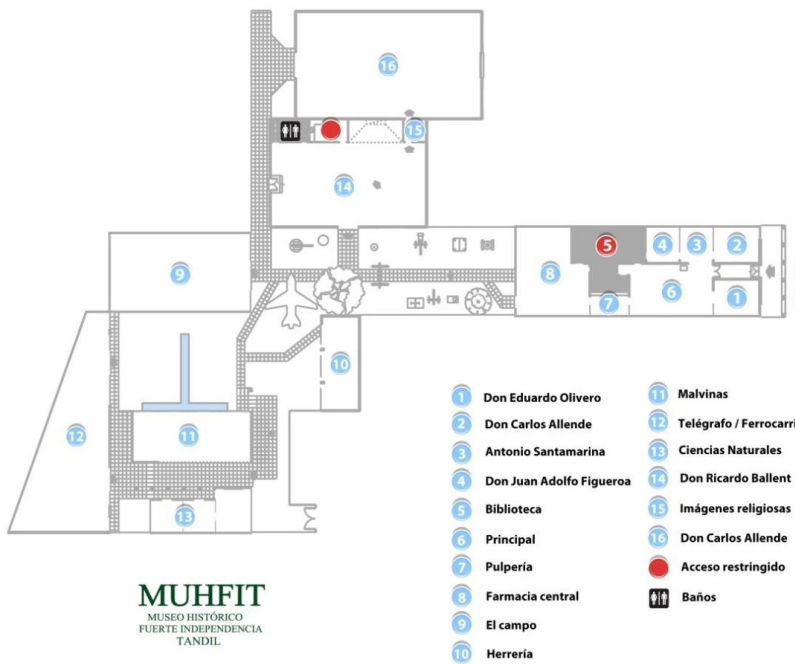 16
15
14
5
4
3
2
9
8
6
1
7
10
12
11
13
1 Don Eduardo Olivero
2 Don Carlos Allende
3 Antonio Santamarina
4 Don Juan Adolfo Figueroa
5 Biblioteca
6 Principal
7 Pulpería
8 Farmacia central
9 El campo
10 Herrería
11 Malvinas
12 Telégrafo / Ferrocarri
13 Ciencias Naturales
14 Don Ricardo Ballent
15 Imágenes religiosas
16 Don Carlos Allende
Acceso restringido
Baños
MUHFIT
MUSEO HISTÓRICO
FUERTE INDEPENDENCIA
TANDIL